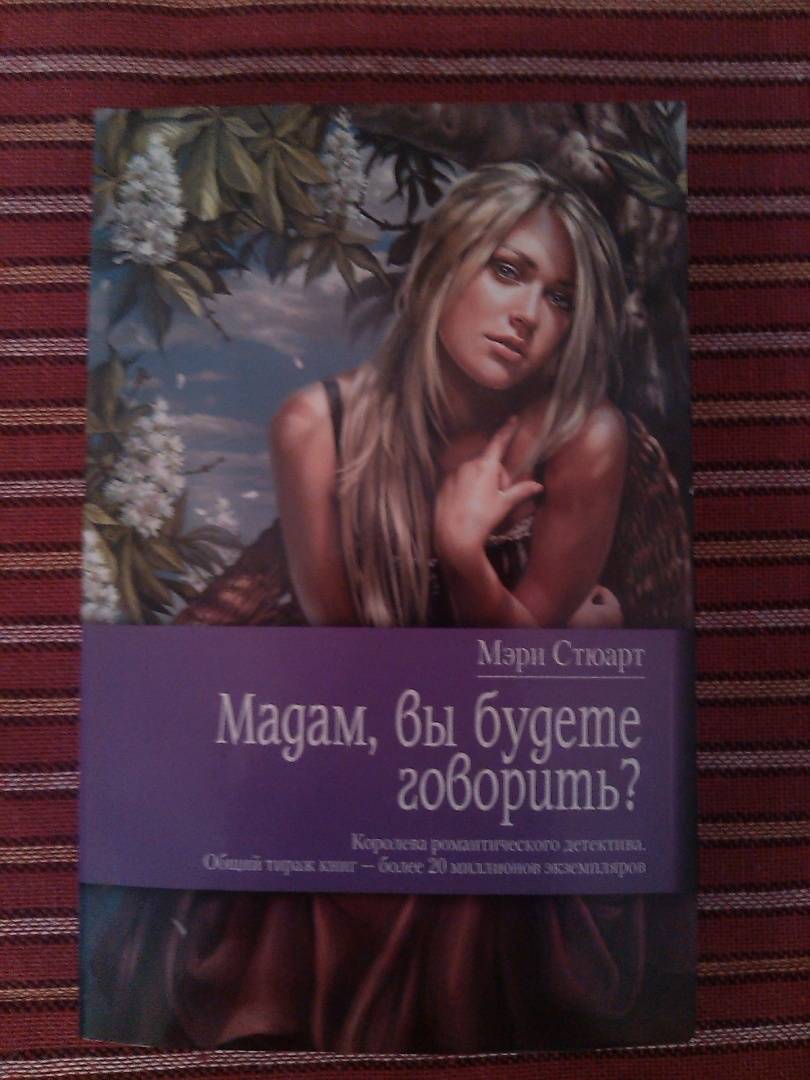 Мэри Стюарт
Мадам, вы будете
говорить?
Королева романтического детектива.
Общий тираж книг – более 20 миллионов экземпляров